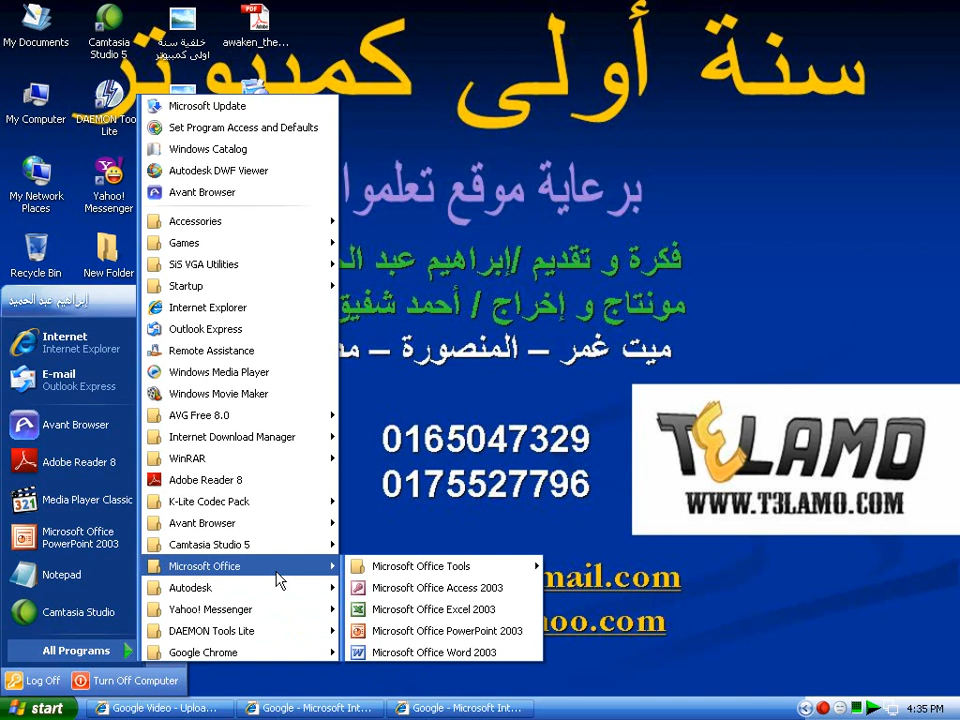 My Documents
Camtasia Studio 5
خلفية سنة اولى كمبيوتر
awaken_the...
My Computer
DAEMON Too
Lite
My Network Places
Yahoo! Messenger
Recycle Bin
New Folder
سنة أولى كمبيوتر
برعاية موقع تعلموا
فكرة و تقديم /إبراهيم عبد
مونتاج و إخراج / أحمد شفيق
ميت غمر – المنصورة –
0165047329
0175527796
T3LAMO
WWW.T3LAMO.COM
mail.com
hoo.com
إبراهيم عبد الحميد
Internet
Internet Explorer
E-mail
Outlook Express
Avant Browser
Adobe Reader 8
Media Player Classic
Microsoft Office PowerPoint 2003
Notepad
Camtasia Studio
All Programs
Log Off
Turn Off Computer
Microsoft Update
Set Program Access and Defaults
Windows Catalog
Autodesk DWF Viewer
Avant Browser
Accessories
Games
SiS VGA Utilities
Startup
Internet Explorer
Outlook Express
Remote Assistance
Windows Media Player
Windows Movie Maker
AVG Free 8.0
Internet Download Manager
WinRAR
Adobe Reader 8
K-Lite Codec Pack
Avant Browser
Camtasia Studio 5
Microsoft Office
Autodesk
Yahoo! Messenger
DAEMON Tools Lite
Google Chrome
Microsoft Office Tools
Microsoft Office Access 2003
Microsoft Office Excel 2003
Microsoft Office PowerPoint 2003
Microsoft Office Word 2003
start
Google Video - Uploa...
Google - Microsoft Int...
Google - Microsoft Int...
4:35 PM